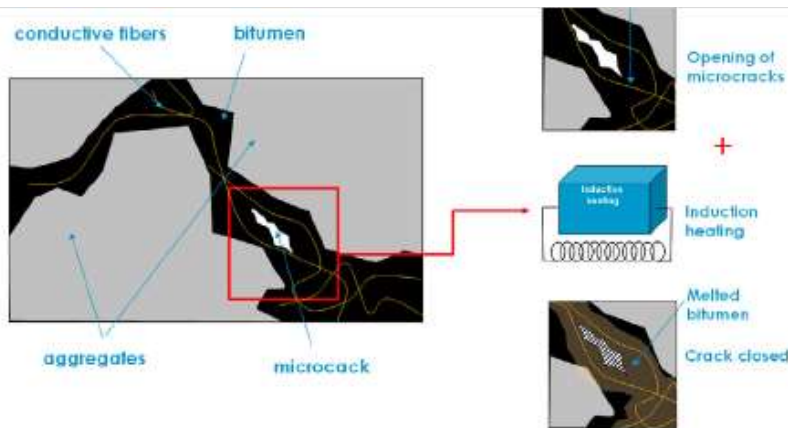 conductive fibers
bitumen
aggregates
microcack
Opening of
microcracks
+
Induction
heating
Induction
heating
Melted
bitumen
Crack closed